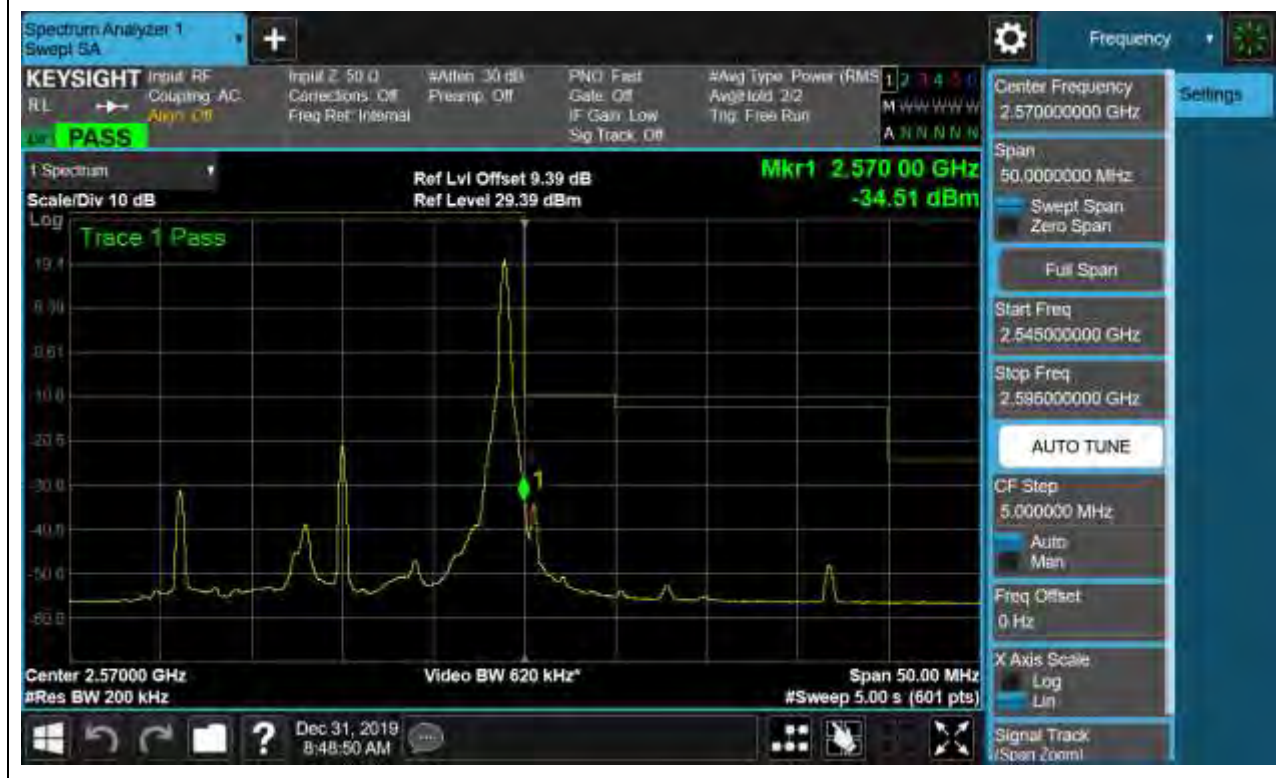 Spectrum Analyzer 1
Swept SA
Frequency
KEYSIGHT
RL
PASS
Input: RF
Coupling: AC
Align: Off
Input Z: 50 Ω
Corrections: Off
Freq Ref: Internal
#Atten: 30 dB
Preamp: Off
PNO: Fast
Gate: Off
IF Gain: Low
Sig Track: Off
#Avg Type: Power (RMS
Avg|Hold: 2/2
Trig: Free Run
1 2 3 4 5 6
M W W W W W
A N N N N N
1 Spectrum
Scale/Div 10 dB
Ref Lvl Offset 9.39 dB
Ref Level 29.39 dBm
Mkr1 2.570 00 GHz
-34.51 dBm
Log
Trace 1 Pass
19.4
9.39
-0.61
-10.6
-20.6
-30.6
-40.6
-50.6
-60.6
1
Center 2.57000 GHz
#Res BW 200 kHz
Video BW 620 kHz*
Span 50.00 MHz
#Sweep 5.00 s (601 pts)
Dec 31, 2019
8:48:50 AM
Center Frequency
2.570000000 GHz
Settings
Span
50.0000000 MHz
Swept Span
Zero Span
Full Span
Start Freq
2.545000000 GHz
Stop Freq
2.595000000 GHz
AUTO TUNE
CF Step
5.000000 MHz
Auto
Man
Freq Offset
0 Hz
X Axis Scale
Log
Lin
Signal Track
(Span Zoom)